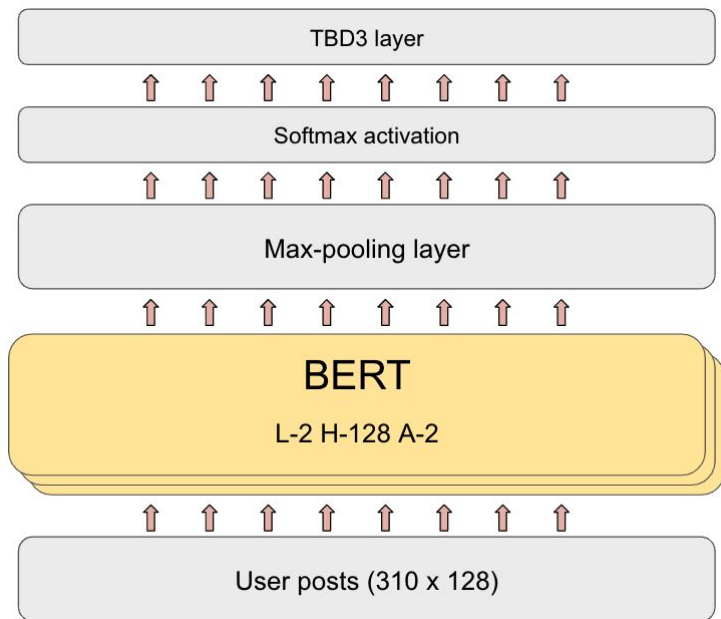 TBD3 layer
Softmax activation
Max-pooling layer
BERT
L-2 H-128 A-2
User posts (310 x 128)